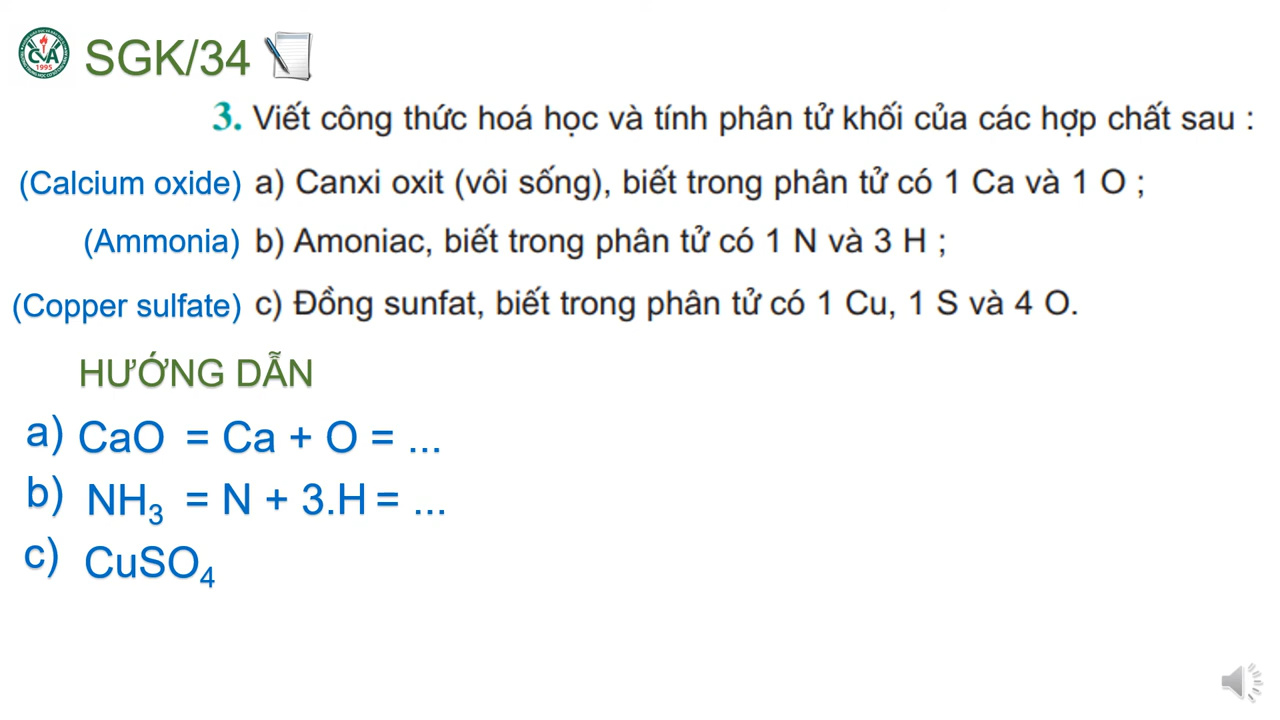 CVA
1995
SGK/34
3. Viết công thức hoá học và tính phân tử khối của các hợp chất sau :
(Calcium oxide) a) Canxi oxit (vôi sống), biết trong phân tử có 1 Ca và 1 O ;
(Ammonia) b) Amoniac, biết trong phân tử có 1 N và 3 H ;
(Copper sulfate) c) Đồng sunfat, biết trong phân tử có 1 Cu, 1 S và 4 O.
HƯỚNG DẪN
a) CaO = Ca + O = ...
b) NH₃ = N + 3.H = ...
c) CuSO₄